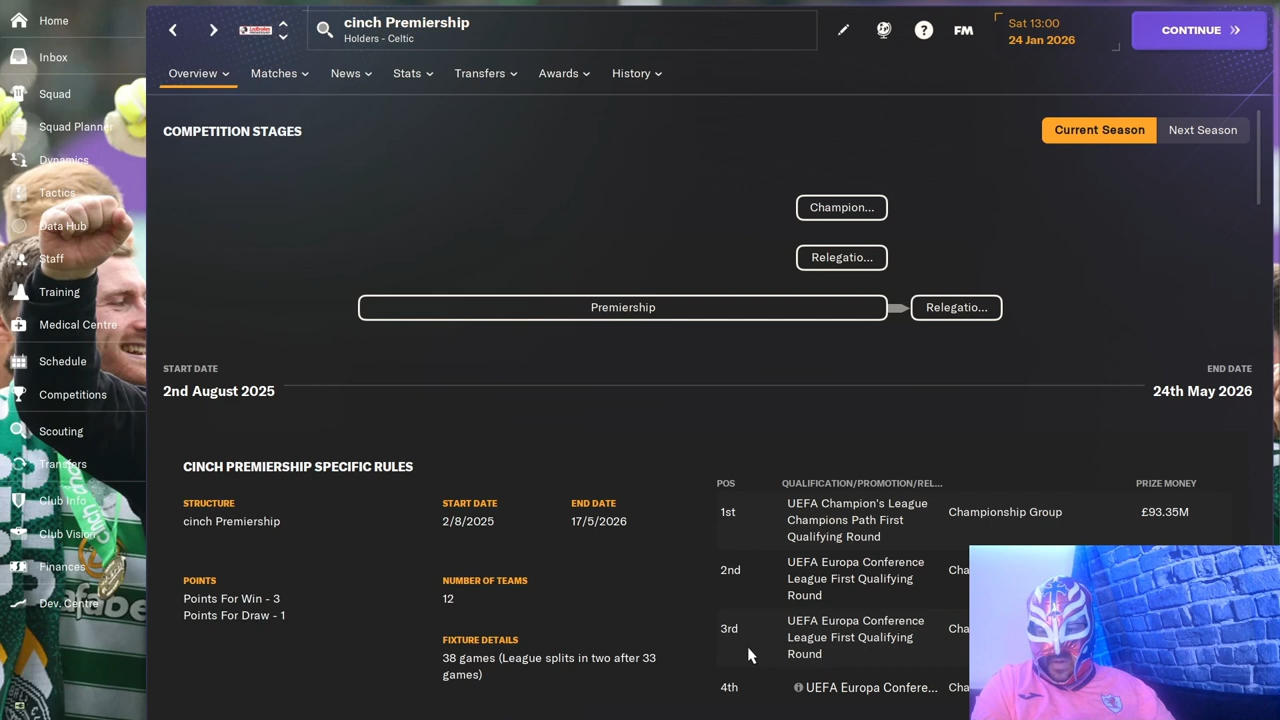 Home
Inbox
Squad
Squad Planner
Dynamics
Tactics
Data Hub
Staff
Training
Medical Centre
Schedule
Competitions
Scouting
Transfers
Club Info
Club Vision
Finances
Dev. Centre
cinch Premiership
Holders - Celtic
FM
Sat 13:00
24 Jan 2026
CONTINUE
Overview
Matches
News
Stats
Transfers
Awards
History
COMPETITION STAGES
Current Season
Next Season
Champion...
Relegatio...
Premiership
Relegatio...
START DATE
2nd August 2025
END DATE
24th May 2026
CINCH PREMIERSHIP SPECIFIC RULES
STRUCTURE
cinch Premiership
START DATE
2/8/2025
END DATE
17/5/2026
POINTS
Points For Win - 3
Points For Draw - 1
NUMBER OF TEAMS
12
FIXTURE DETAILS
38 games (League splits in two after 33
games)
POS
QUALIFICATION/PROMOTION/REL...
PRIZE MONEY
1st
UEFA Champion's League
Champions Path First
Qualifying Round
Championship Group
£93.35M
2nd
UEFA Europa Conference
League First Qualifying
Round
Cha
3rd
UEFA Europa Conference
League First Qualifying
Round
Cha
4th
UEFA Europa Confere...
Cha